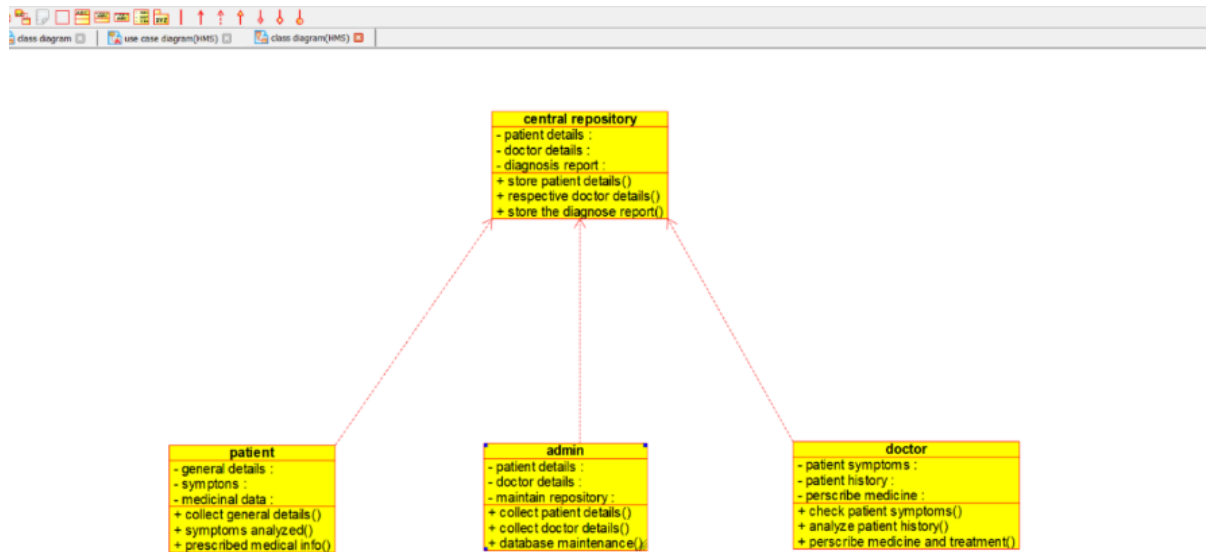 class diagram
use case diagram(HMS)
class diagram(HMS)
central repository
- patient details :
- doctor details :
- diagnosis report :
+ store patient details()
+ respective doctor details()
+ store the diagnose report()
patient
- general details :
- symptons :
- medicinal data :
+ collect general details()
+ symptoms analyzed()
+ prescribed medical info()
admin
- patient details :
- doctor details :
- maintain repository :
+ collect patient details()
+ collect doctor details()
+ database maintenance()
doctor
- patient symptoms :
- patient history :
- perscribe medicine :
+ check patient symptoms()
+ analyze patient history()
+ perscribe medicine and treatment()